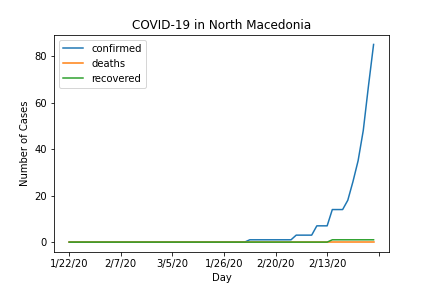 COVID-19 in North Macedonia
confirmed
deaths
recovered
Number of Cases
80
60
40
20
0
1/22/20 2/7/20 3/5/20 1/26/20 2/20/20 2/13/20
Day